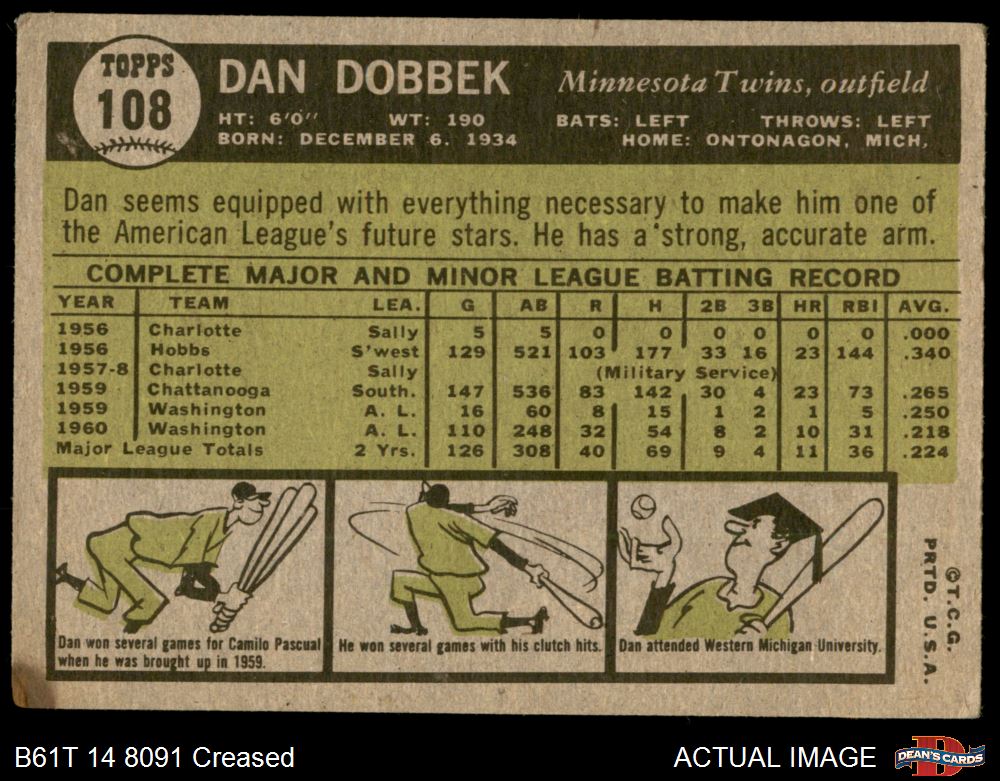 TOPPS
108
DAN DOBBEK
Minnesota Twins, outfield
HT: 6'0" WT: 190 BATS: LEFT THROWS: LEFT
BORN: DECEMBER 6, 1934 HOME: ONTONAGON, MICH.
Dan seems equipped with everything necessary to make him one of
the American League's future stars. He has a strong, accurate arm.
COMPLETE MAJOR AND MINOR LEAGUE BATTING RECORD
YEAR TEAM LEA. G AB R H 2B 3B HR RBI AVG.
1956 Charlotte Sally 5 5 0 0 0 0 0 0 .000
1956 Hobbs S'west 129 521 103 177 33 16 23 144 .340
1957-8 Charlotte Sally (Military Service)
1959 Chattanooga South. 147 536 83 142 30 4 23 73 .265
1959 Washington A. L. 16 60 8 15 1 2 1 5 .250
1960 Washington A. L. 110 248 32 54 8 2 10 31 .218
Major League Totals 2 Yrs. 126 308 40 69 9 4 11 36 .224
Dan won several games for Camilo Pascual
when he was brought up in 1959.
He won several games with his clutch hits.
Dan attended Western Michigan University.
©T.C.G.
PRTD. U.S.A.
B61T 14 8091 Creased
ACTUAL IMAGE
D
DEAN'S CARDS